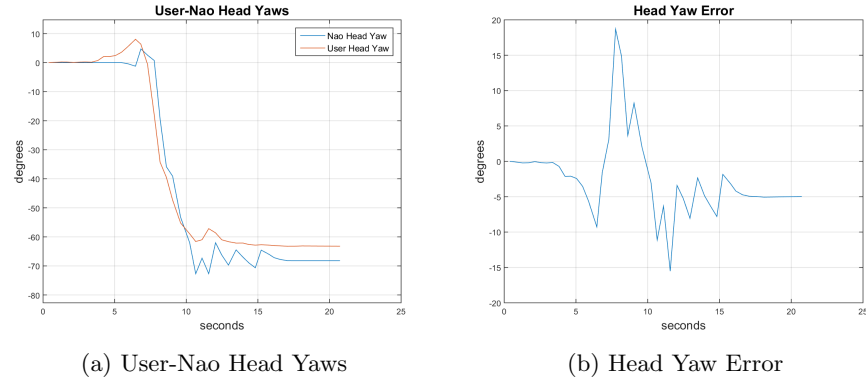 User-Nao Head Yaws
Nao Head Yaw
User Head Yaw
10
0
-10
-20
-30
-40
-50
-60
-70
-80
degrees
0 5 10 15 20 25
seconds
(a) User-Nao Head Yaws
Head Yaw Error
20
15
10
5
0
-5
-10
-15
-20
degrees
0 5 10 15 20 25
seconds
(b) Head Yaw Error